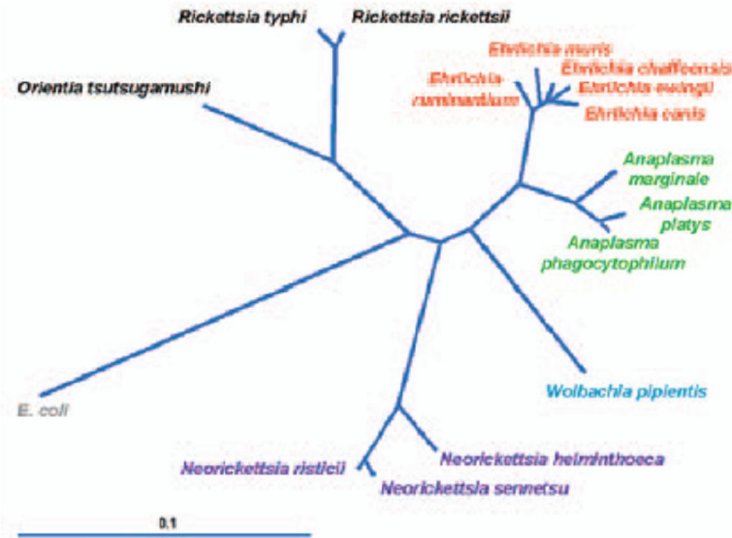 Rickettsia typhi
Rickettsia rickettsii
Ehrlichia muris
Ehrlichia chaffeensis
Ehrlichia
ruminantium
Ehrlichia ewingii
Orientia tsutsugamushi
Ehrlichia canis
Anaplasma
marginale
Anaplasma
platys
Anaplasma
phagocytophilum
Wolbachia pipientis
E. coli
Neorickettsia helminthoeca
Neorickettsia risticii
Neorickettsia sennetsu
0.1